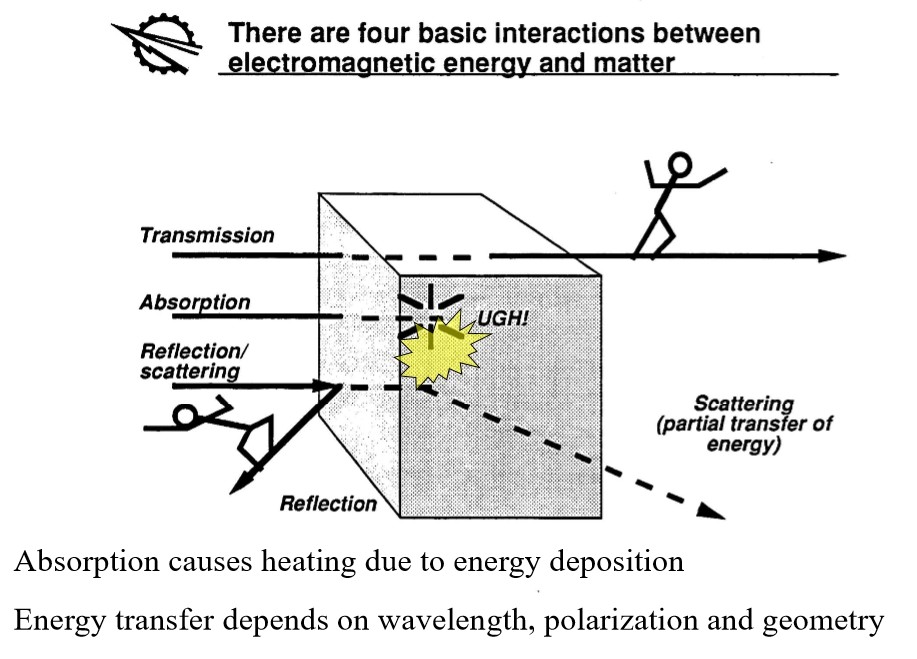 There are four basic interactions between
electromagnetic energy and matter
Transmission
Absorption
UGH!
Reflection/
scattering
Scattering
(partial transfer of
energy)
Reflection
Absorption causes heating due to energy deposition
Energy transfer depends on wavelength, polarization and geometry